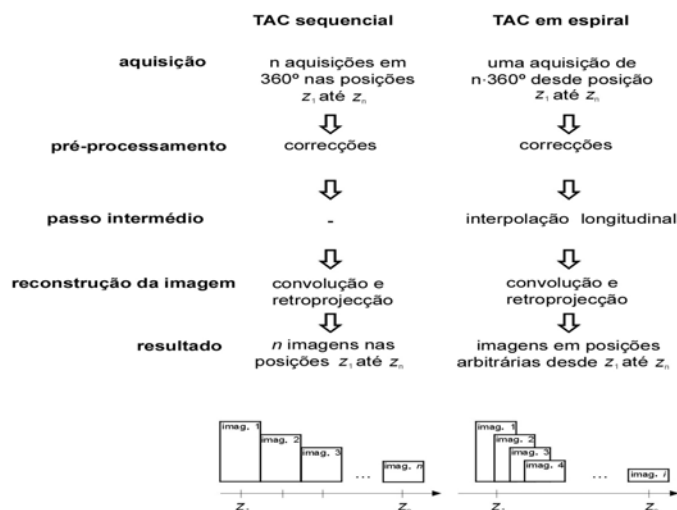 TAC sequencial
TAC em espiral
aquisição
n aquisições em
360º nas posições
z₁ até zₙ
uma aquisição de
n·360º desde posição
z₁ até zₙ
pré-processamento
correcções
correcções
passo intermédio
-
interpolação longitudinal
reconstrução da imagem
convolução e
retroprojecção
convolução e
retroprojecção
resultado
n imagens nas
posições z₁ até zₙ
imagens em posições
arbitrárias desde z₁ até zₙ
imag. 1
imag. 2
imag. 3
...
imag. n
z₁
zₙ
imag. 1
imag. 2
imag. 3
imag. 4
...
imag. i
z₁
zₙ